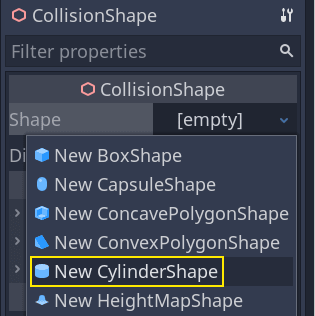 CollisionShape
Filter properties
CollisionShape
Shape [empty]
Di
New BoxShape
New CapsuleShape
New ConcavePolygonShape
New ConvexPolygonShape
New CylinderShape
New HeightMapShape